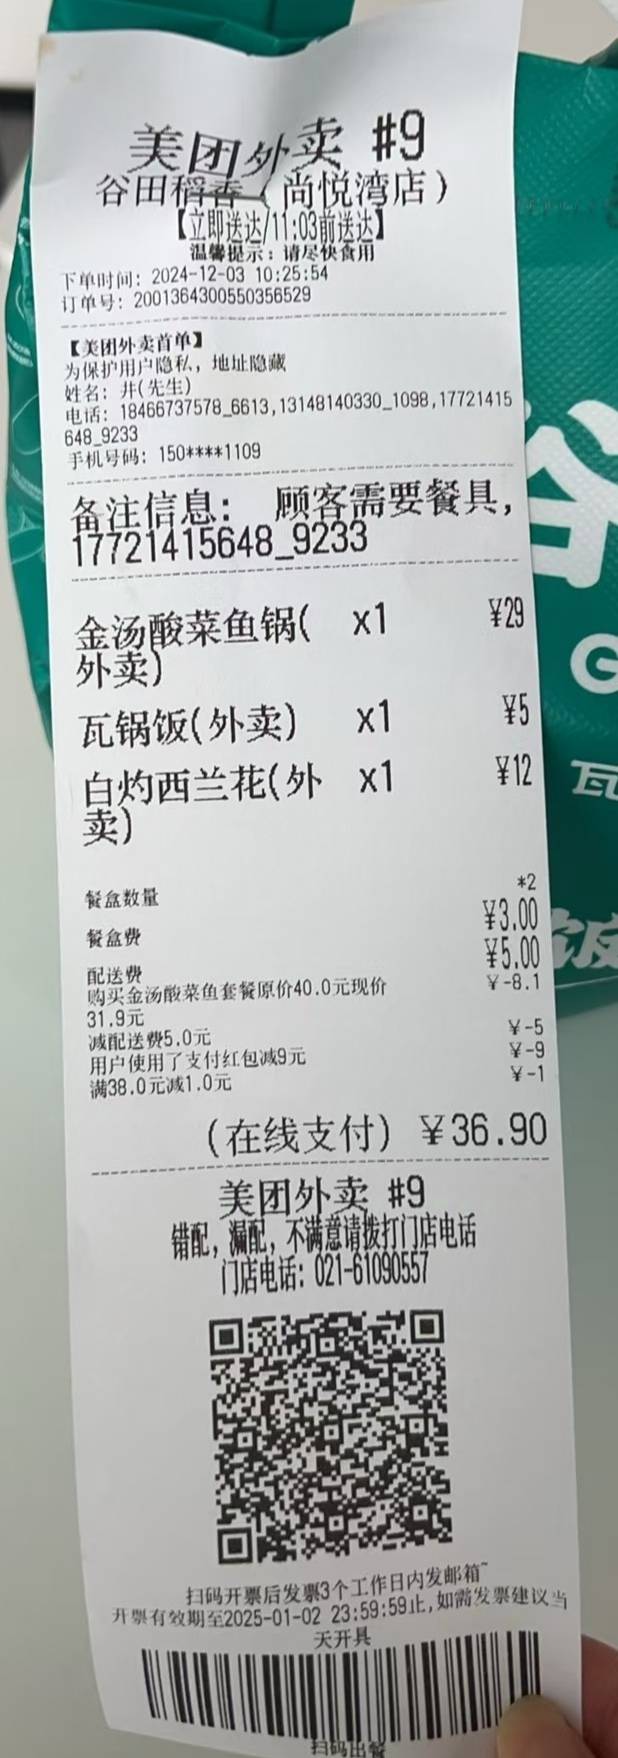 美团外卖 #9
谷田稻香（尚悦湾店）
【立即送达/11:03前送达】
温馨提示：请尽快食用
下单时间: 2024-12-03 10:25:54
订单号: 2001364300550356529
【美团外卖首单】
为保护用户隐私，地址隐藏
姓名: 井(先生)
电话: 18466737578_6613,13148140330_1098,17721415
648_9233
手机号码: 150****1109
备注信息： 顾客需要餐具，
17721415648_9233
金汤酸菜鱼锅( x1 ¥29
外卖)
瓦锅饭(外卖) x1 ¥5
白灼西兰花(外 x1 ¥12
卖)
餐盒数量 *2
餐盒费 ¥3.00
配送费 ¥5.00
购买金汤酸菜鱼套餐原价40.0元现价 ¥-8.1
31.9元
减配送费5.0元 ¥-5
用户使用了支付红包减9元 ¥-9
满38.0元减1.0元 ¥-1
(在线支付) ¥36.90
美团外卖 #9
错配，漏配，不满意请拨打门店电话
门店电话: 021-61090557
扫码开票后发票3个工作日内发邮箱~
开票有效期至2025-01-02 23:59:59止,如需发票建议当
天开具
扫码出餐
谷
G
瓦